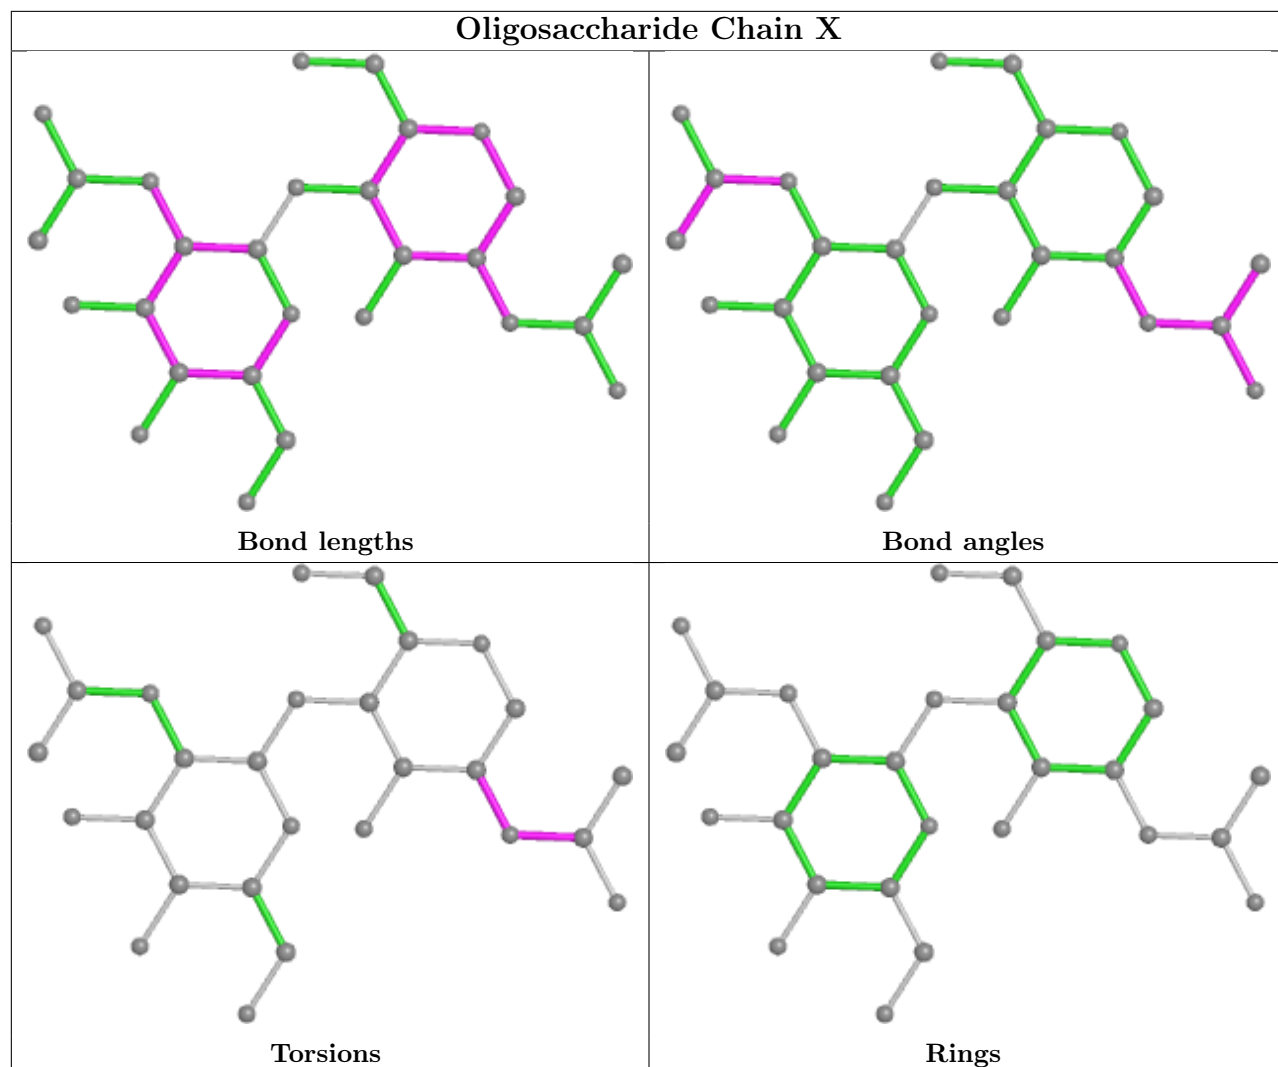 Oligosaccharide Chain X
Bond lengths
Bond angles
Torsions
Rings